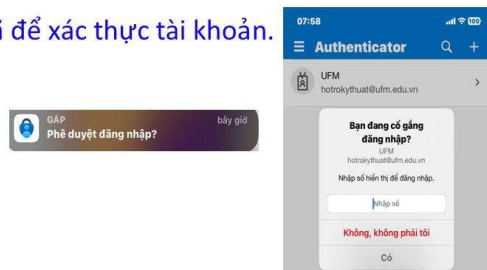 để xác thực tài khoản.
GẤP
bây giờ
Phê duyệt đăng nhập?
07:58
100
Authenticator
UFM
hotrokythuat@ufm.edu.vn
Bạn đang cố gắng
đăng nhập?
UFM
hotrokythuat@ufm.edu.vn
Nhập số hiển thị để đăng nhập.
Nhập số
Không, không phải tôi
Có